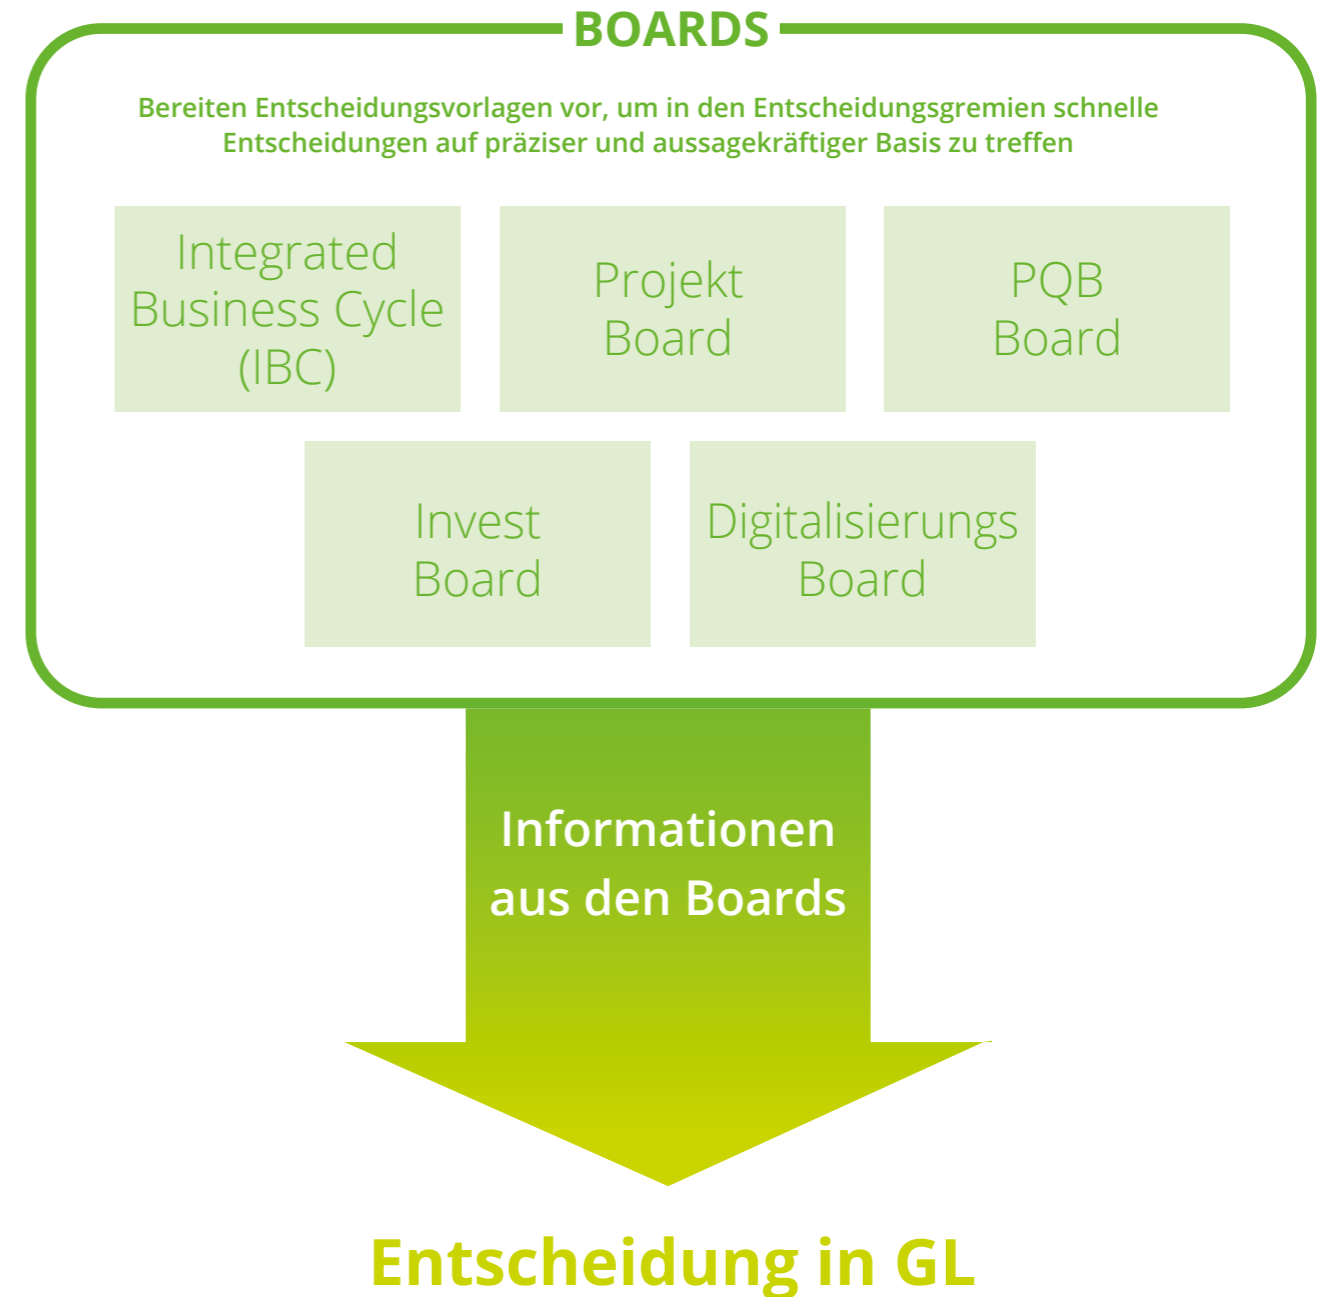 BOARDS
Bereiten Entscheidungsvorlagen vor, um in den Entscheidungsgremien schnelle
Entscheidungen auf präziser und aussagekräftiger Basis zu treffen
Integrated
Business Cycle
(IBC)
Projekt
Board
PQB
Board
Invest
Board
Digitalisierungs
Board
Informationen
aus den Boards
Entscheidung in GL